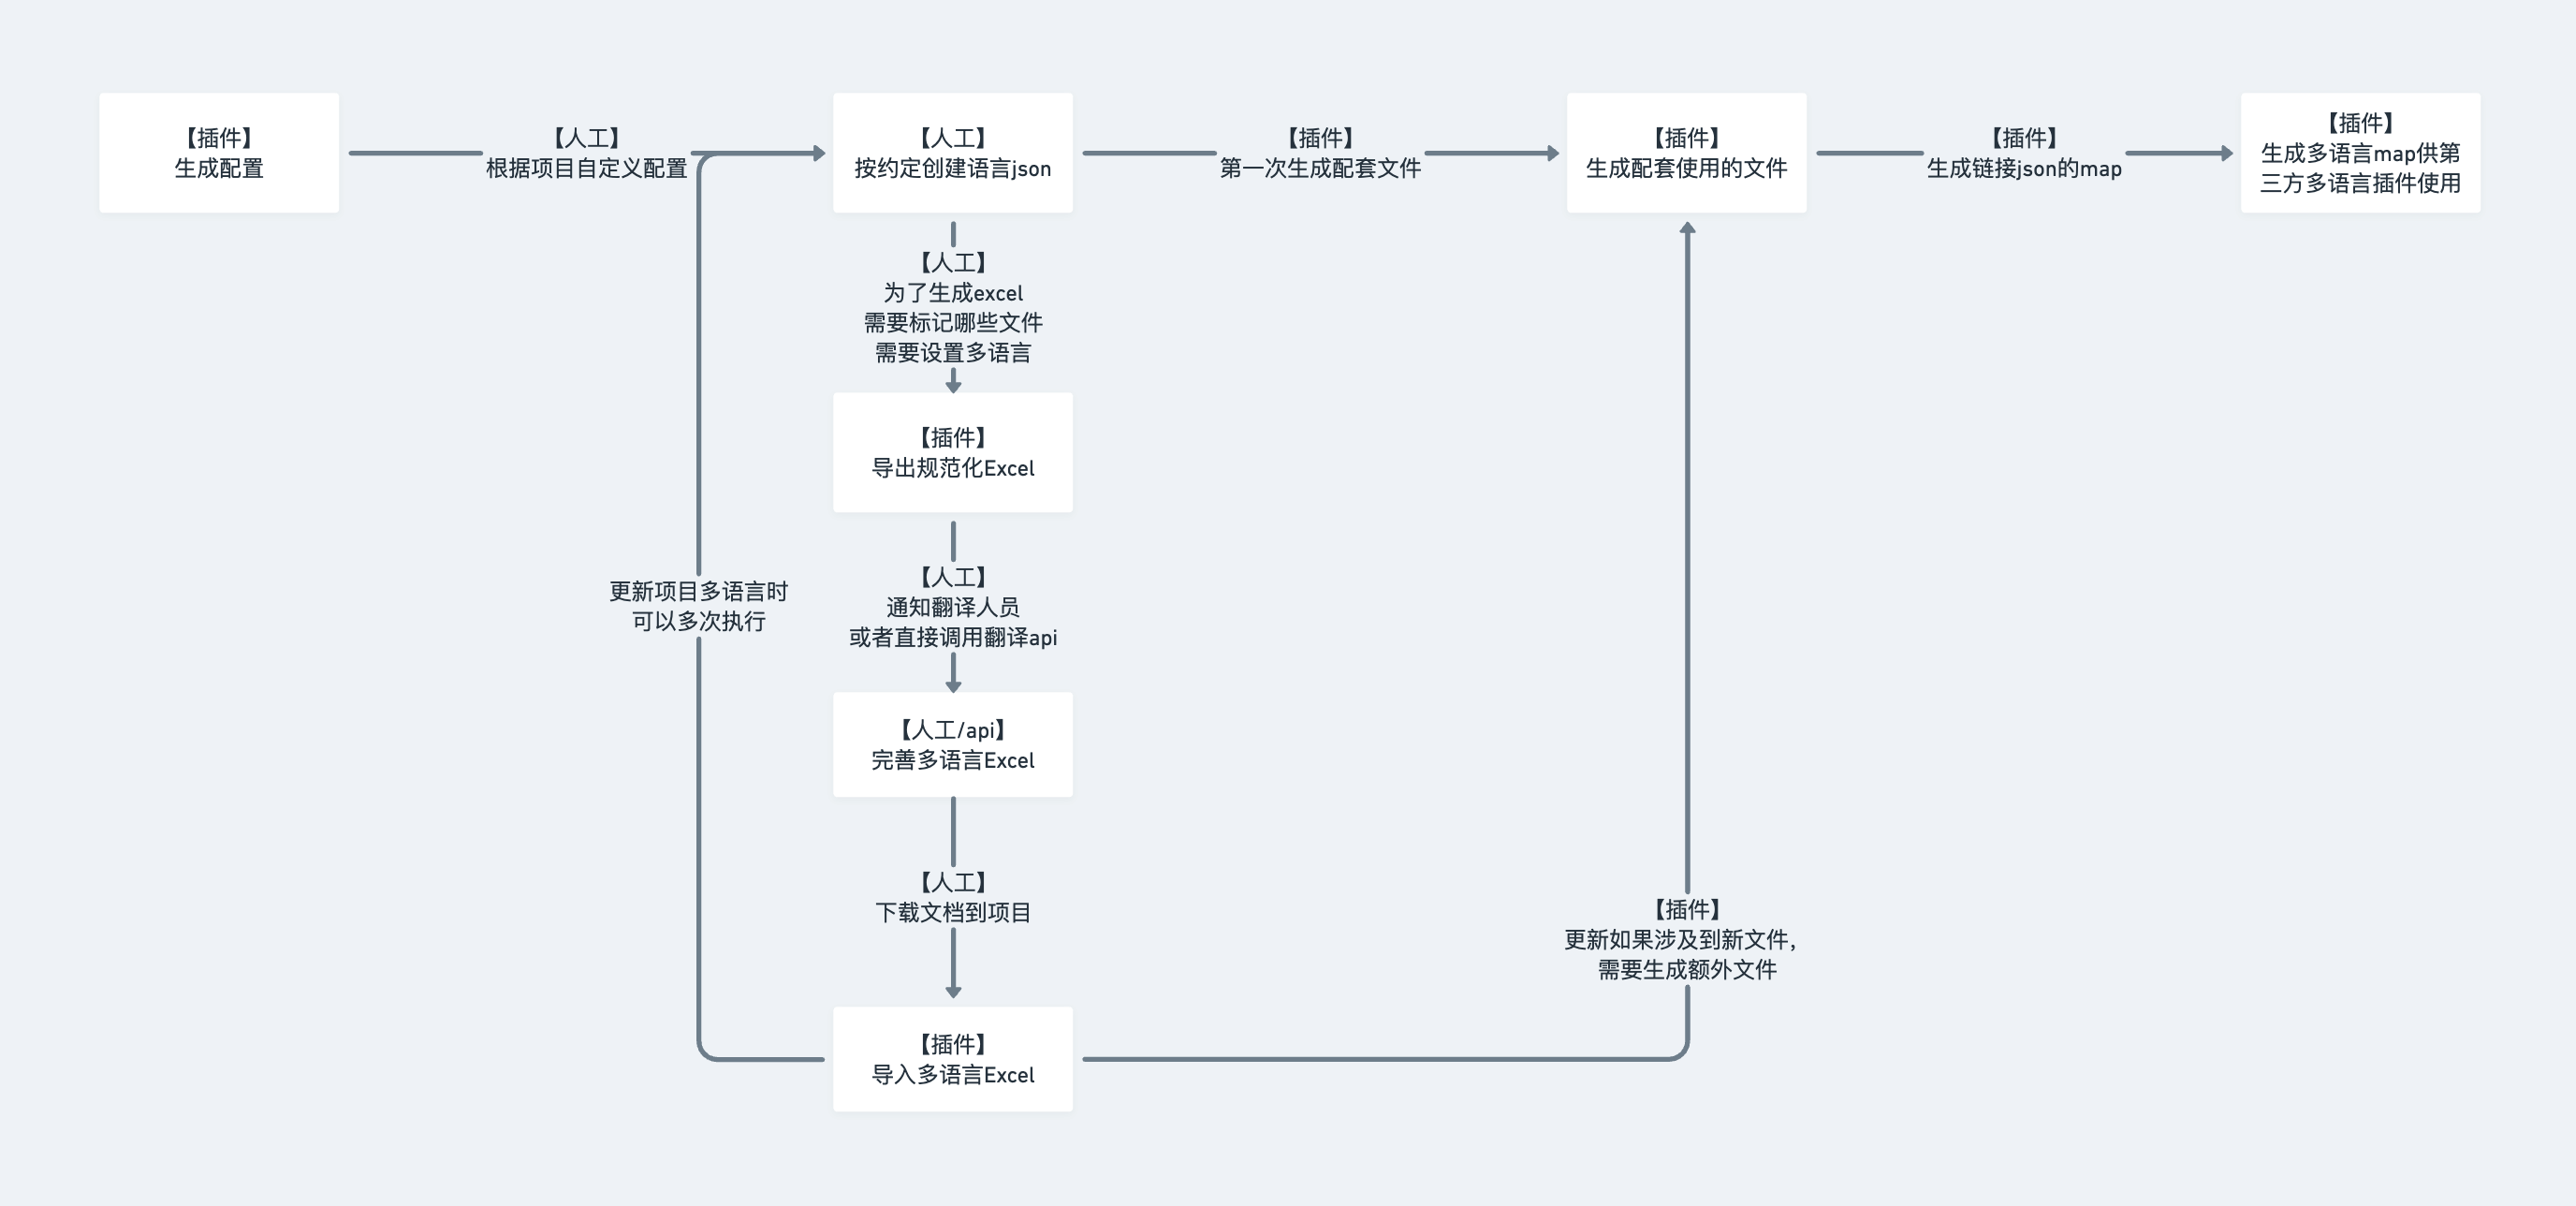 【插件】
生成配置
【人工】
根据项目自定义配置
【人工】
按约定创建语言json
【插件】
第一次生成配套文件
【插件】
生成配套使用的文件
【插件】
生成链接json的map
【插件】
生成多语言map供第
三方多语言插件使用
【人工】
为了生成excel
需要标记哪些文件
需要设置多语言
【插件】
导出规范化Excel
更新项目多语言时
可以多次执行
【人工】
通知翻译人员
或者直接调用翻译api
【人工/api】
完善多语言Excel
【人工】
下载文档到项目
【插件】
更新如果涉及到新文件,
需要生成额外文件
【插件】
导入多语言Excel